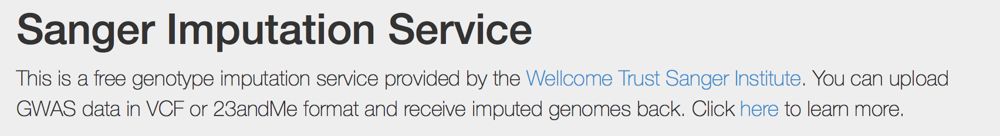 Sanger Imputation Service
This is a free genotype imputation service provided by the Wellcome Trust Sanger Institute. You can upload
GWAS data in VCF or 23andMe format and receive imputed genomes back. Click here to learn more.